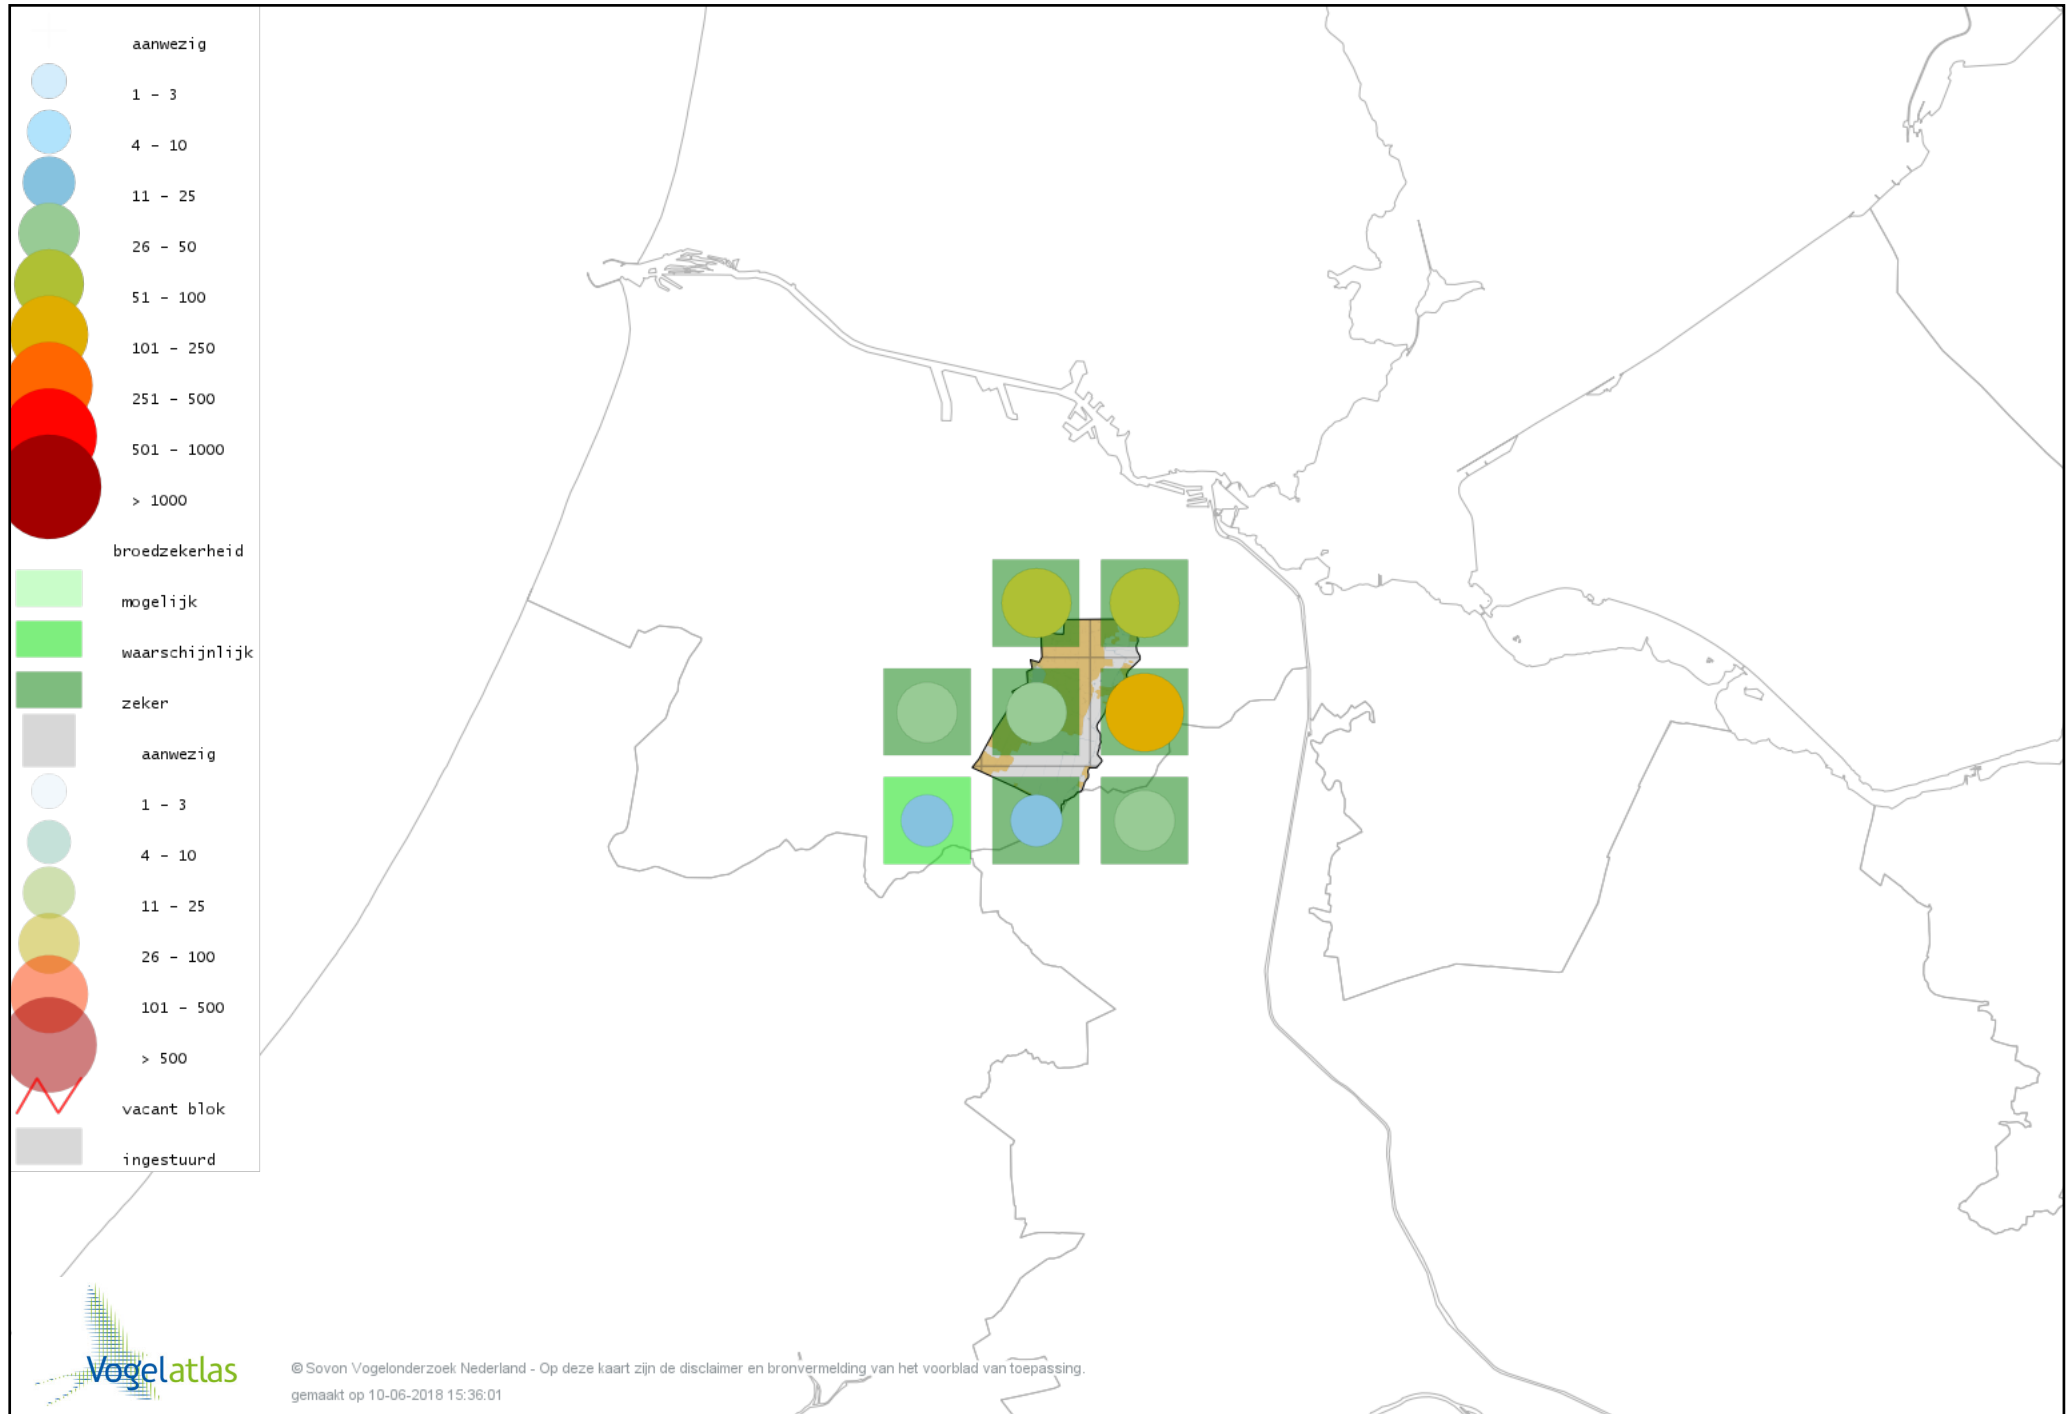 aanwezig
1 - 3
4 - 10
11 - 25
26 - 50
51 - 100
101 - 250
251 - 500
501 - 1000
> 1000
broedzekerheid
mogelijk
waarschijnlijk
zeker
aanwezig
1 - 3
4 - 10
11 - 25
26 - 100
101 - 500
> 500
vacant blok
ingestuurd
Vogelatlas
© Sovon Vogelonderzoek Nederland - Op deze kaart zijn de disclaimer en bronvermelding van het voorblad van toepassing.
gemaakt op 10-06-2018 15:36:01